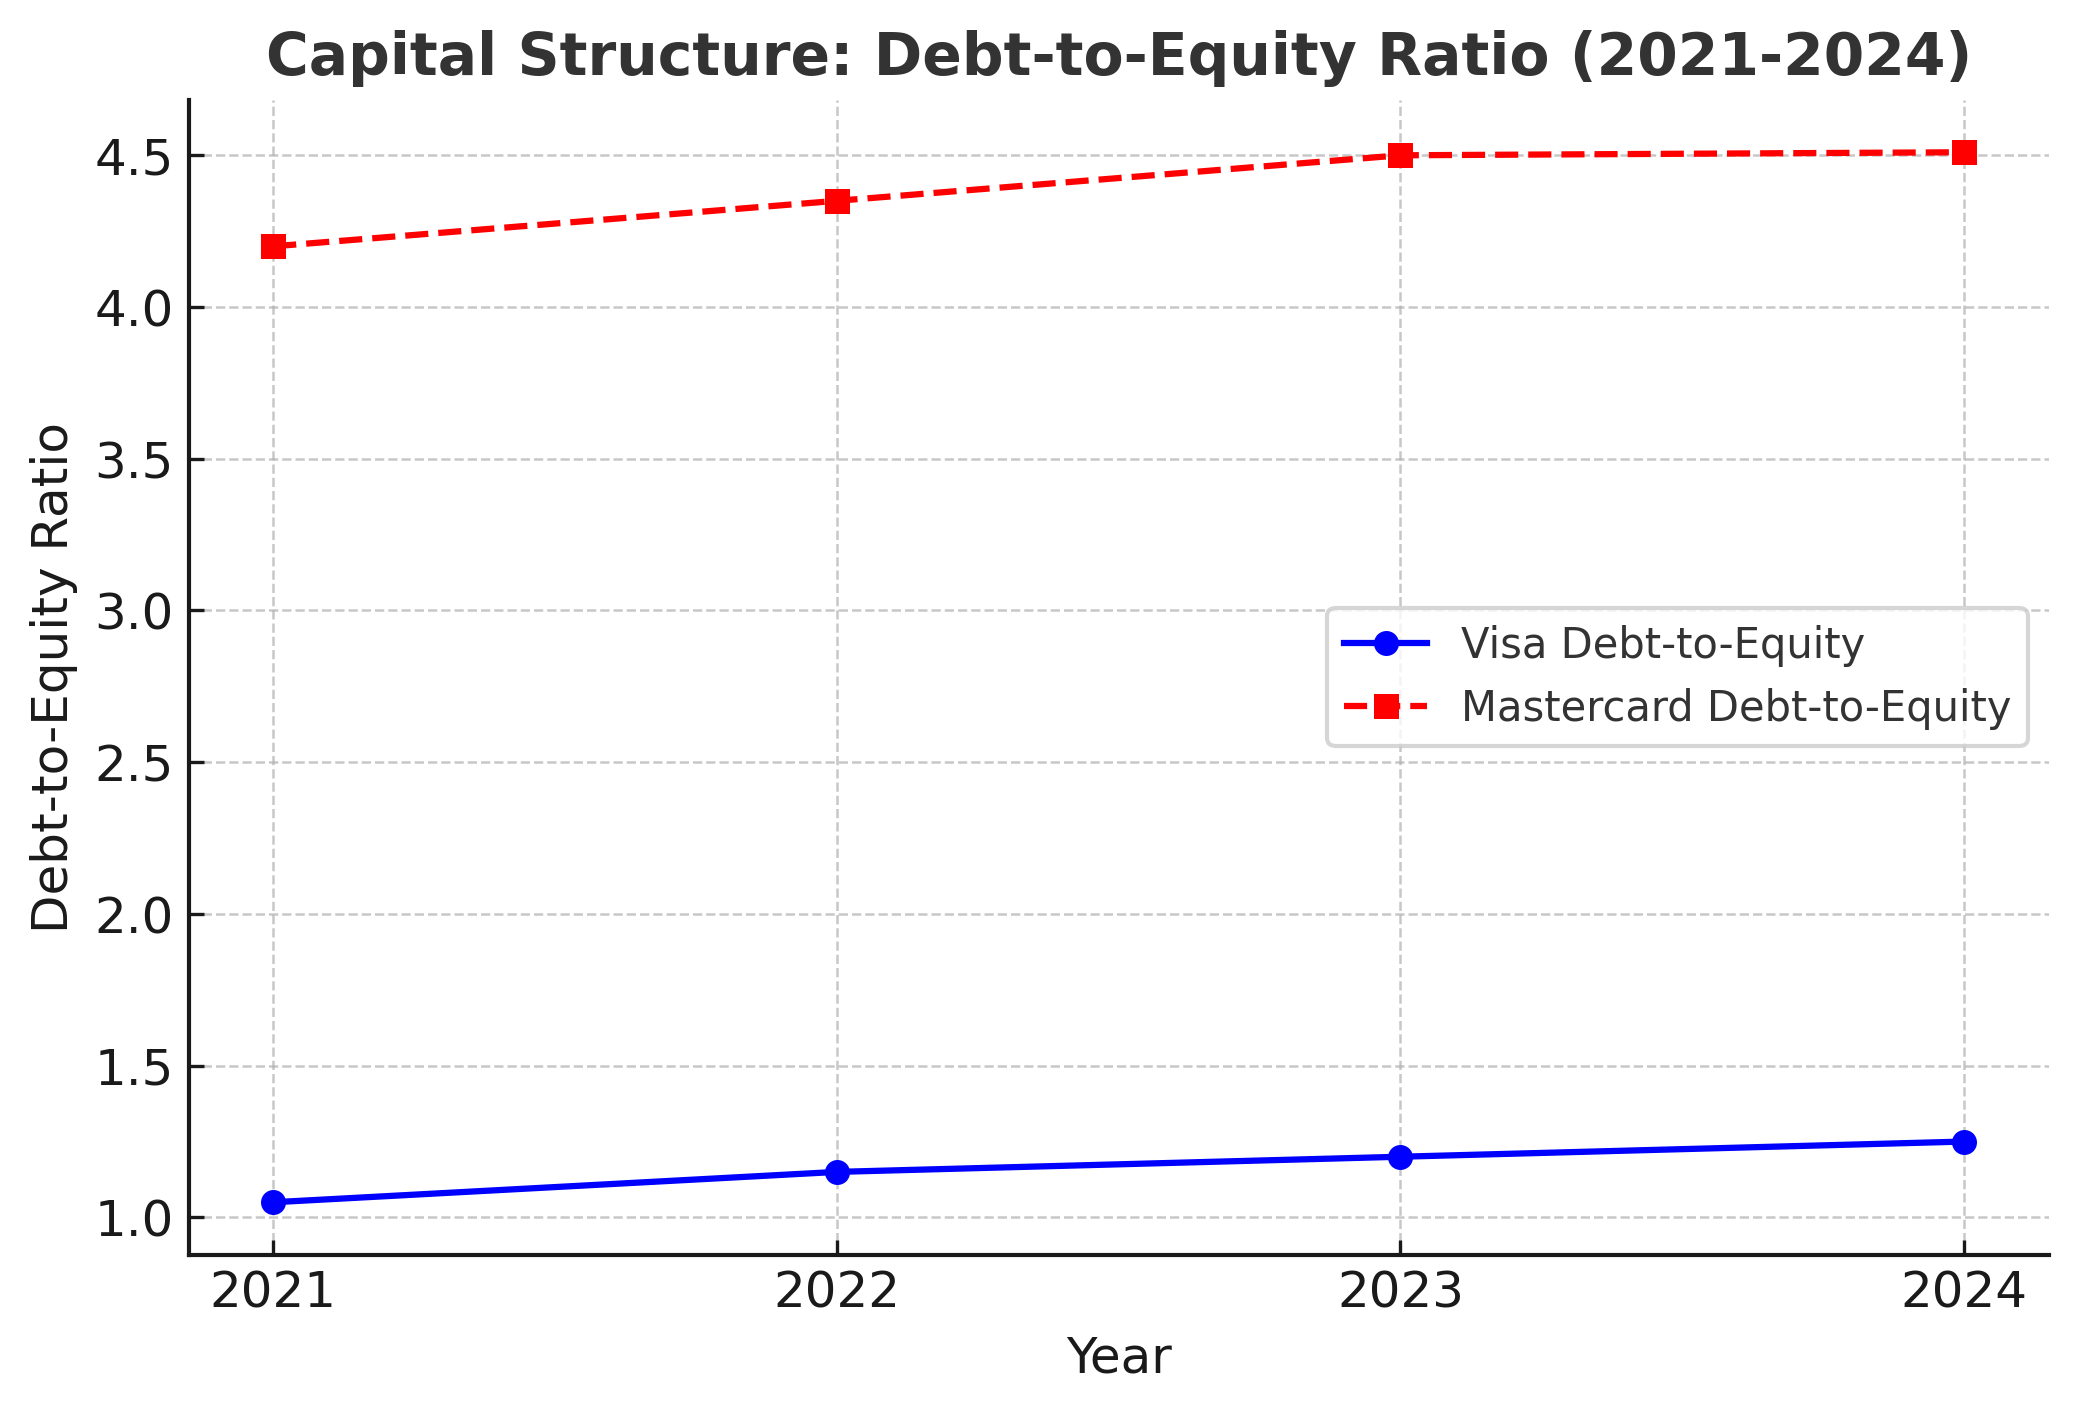 Capital Structure: Debt-to-Equity Ratio (2021-2024)
Debt-to-Equity Ratio
4.5
4.0
3.5
3.0
2.5
2.0
1.5
1.0
Visa Debt-to-Equity
Mastercard Debt-to-Equity
2021 2022 2023 2024
Year